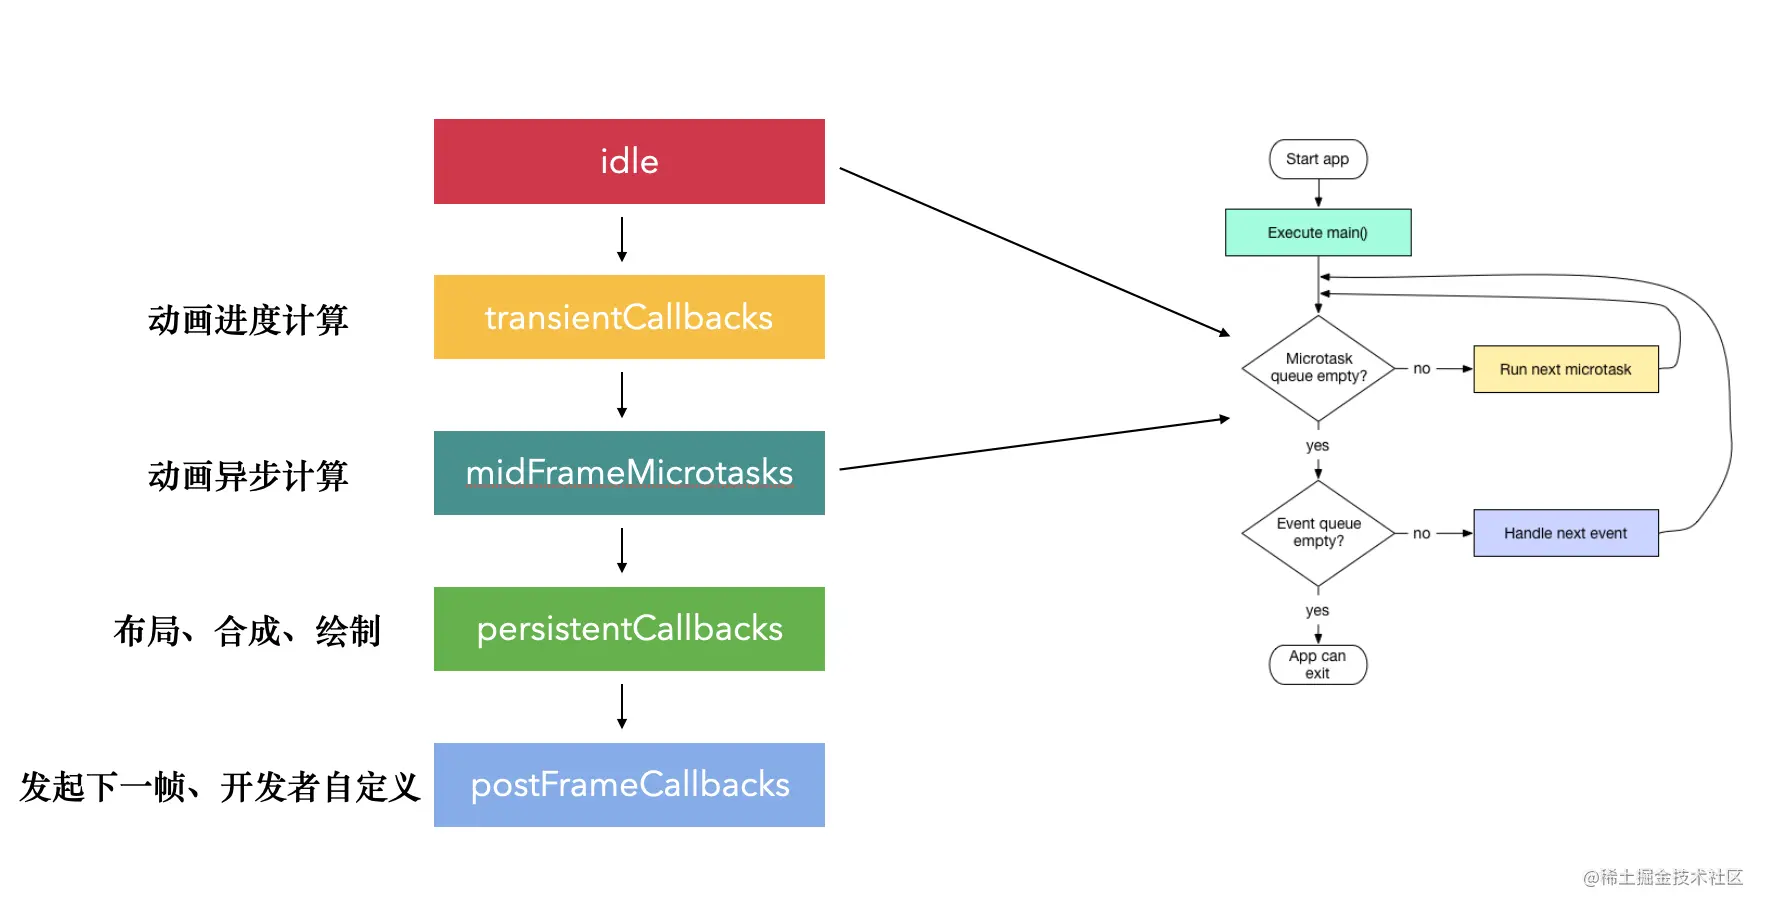 idle
动画进度计算
transientCallbacks
动画异步计算
midFrameMicrotasks
布局、合成、绘制
persistentCallbacks
发起下一帧、开发者自定义
postFrameCallbacks
Start app
Execute main()
Microtask
queue empty?
no
Run next microtask
yes
Event queue
empty?
no
Handle next event
yes
App can
exit
@稀土掘金技术社区